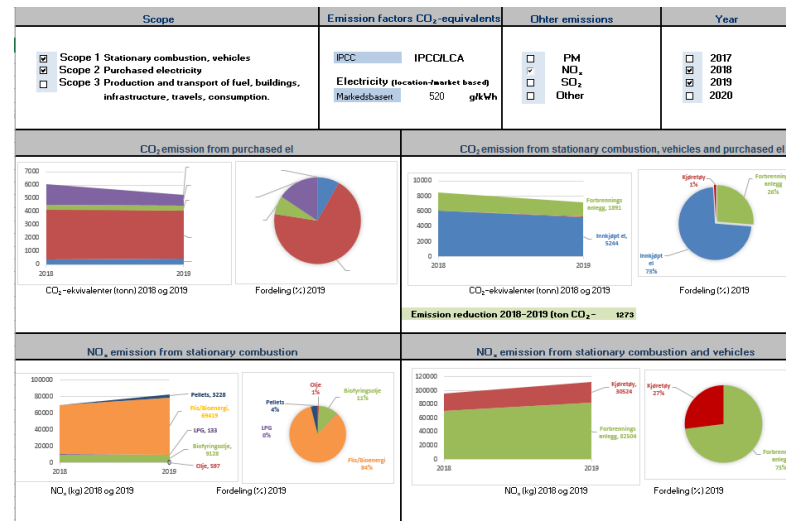 Scope
Emission factors CO₂-equivalents
Ohter emissions
Year
Scope 1 Stationary combustion, vehicles
Scope 2 Purchased electricity
Scope 3 Production and transport of fuel, buildings,
infrastructure, travels, consumption.
IPCC IPCC/LCA
Electricity (location-/market based)
Markedsbasert 520 g/kWh
PM
NOₓ
SO₂
Other
2017
2018
2019
2020
CO₂ emission from purchased el
7000
6000
5000
4000
3000
2000
1000
0
2018 2019
CO₂-ekvivalenter (tonn) 2018 og 2019
Fordeling (%) 2019
CO₂ emission from stationary combustion, vehicles and purchased el
10000
8000
6000
4000
2000
0
2018 2019
Forbrennings
anlegg, 1891
Innkjøpt el,
5244
Kjøretøy
1%
Forbrennings
anlegg
26%
Innkjøpt
el
73%
CO₂-ekvivalenter (tonn) 2018 og 2019
Fordeling (%) 2019
Emission reduction 2018-2019 (ton CO₂ - 1273
NOₓ emission from stationary combustion
100000
80000
60000
40000
20000
0
2018 2019
Pellets, 3228
Flis/Bioenergi,
69419
LPG, 133
Biofyringsolje,
9128
Olje, 597
Olje
1%
Biofyringsolje
11%
Pellets
4%
LPG
0%
Flis/Bioenergi
84%
NOₓ (kg) 2018 og 2019
Fordeling (%) 2019
NOₓ emission from stationary combustion and vehicles
120000
100000
80000
60000
40000
20000
0
2018 2019
Kjøretøy,
30524
Forbrennings
anlegg, 82504
Kjøretøy
27%
Forbrenn
anleg
73%
NOₓ (kg) 2018 og 2019
Fordeling (%) 2019